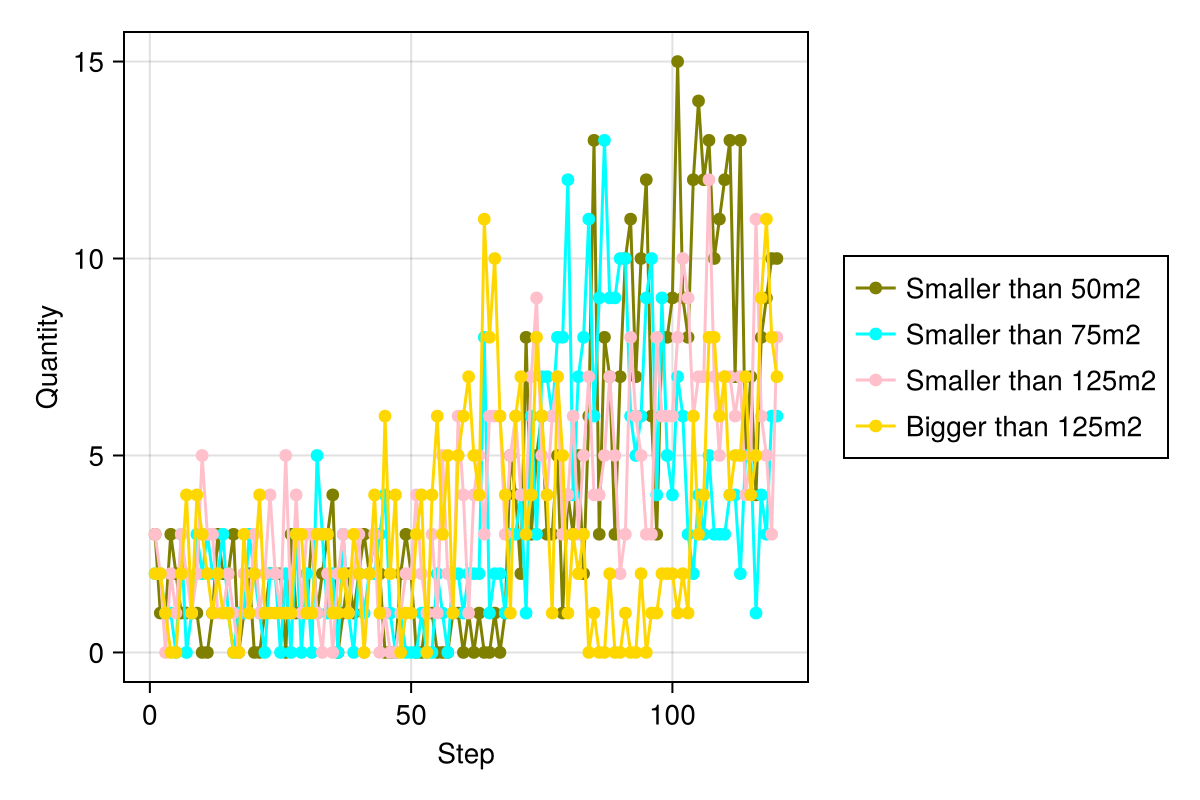 15
10
5
0
Quantity
0
50
100
Step
Smaller than 50m2
Smaller than 75m2
Smaller than 125m2
Bigger than 125m2